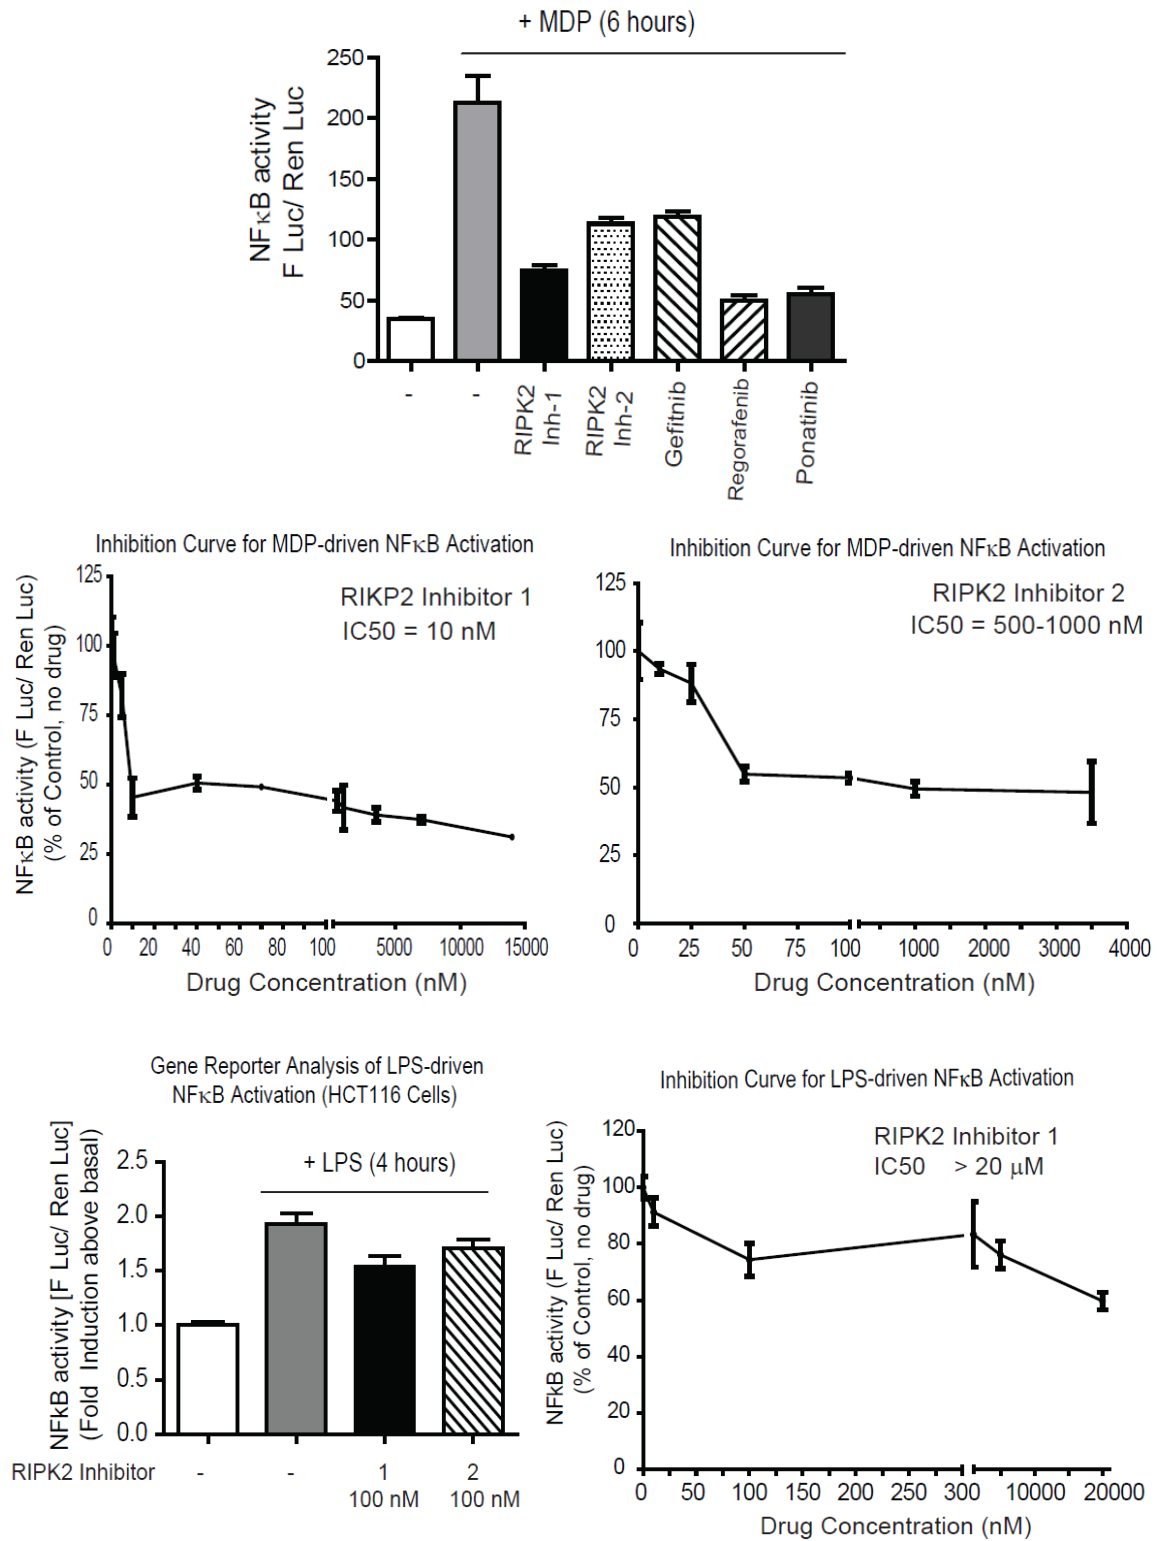 + MDP (6 hours)
NFκB activity
F Luc/ Ren Luc
250
200
150
100
50
0
-
-
RIPK2
Inh-1
RIPK2
Inh-2
Gefitnib
Regorafenib
Ponatinib
Inhibition Curve for MDP-driven NFκB Activation
NFκB activity (F Luc/ Ren Luc)
(% of Control, no drug)
RIKP2 Inhibitor 1
IC50 = 10 nM
125
100
75
50
25
0
0 20 40 60 80 100 5000 10000 15000
Drug Concentration (nM)
Inhibition Curve for MDP-driven NFκB Activation
RIPK2 Inhibitor 2
IC50 = 500-1000 nM
125
100
75
50
25
0
0 25 50 75 100 1000 2000 3000 4000
Drug Concentration (nM)
Gene Reporter Analysis of LPS-driven
NFκB Activation (HCT116 Cells)
NFkB activity [F Luc/ Ren Luc]
(Fold Induction above basal)
+ LPS (4 hours)
2.5
2.0
1.5
1.0
0.5
0.0
RIPK2 Inhibitor - - 1 2
100 nM 100 nM
Inhibition Curve for LPS-driven NFκB Activation
NFkB activity (F Luc/ Ren Luc)
(% of Control, no drug)
RIPK2 Inhibitor 1
IC50 > 20 μM
120
100
80
60
40
20
0
0 50 100 150 200 250 300 10000 20000
Drug Concentration (nM)